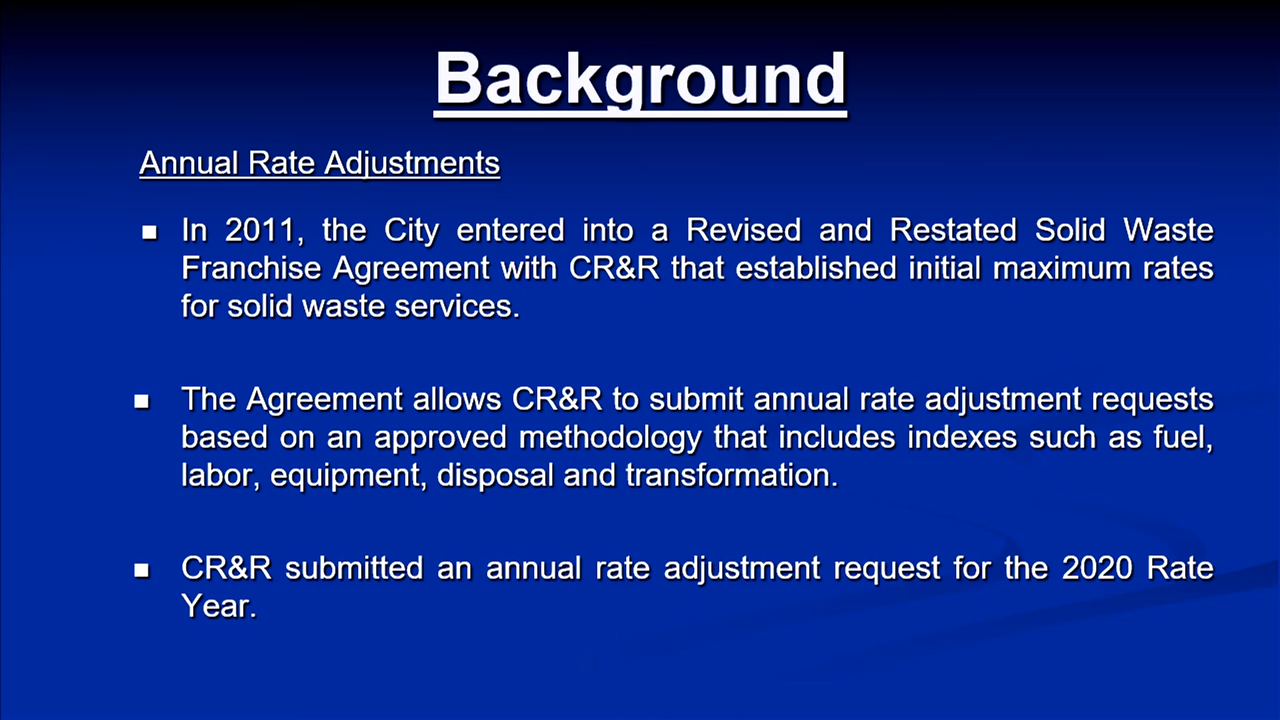 Background
Annual Rate Adjustments
▪ In 2011, the City entered into a Revised and Restated Solid Waste
Franchise Agreement with CR&R that established initial maximum rates
for solid waste services.
▪ The Agreement allows CR&R to submit annual rate adjustment requests
based on an approved methodology that includes indexes such as fuel,
labor, equipment, disposal and transformation.
▪ CR&R submitted an annual rate adjustment request for the 2020 Rate
Year.